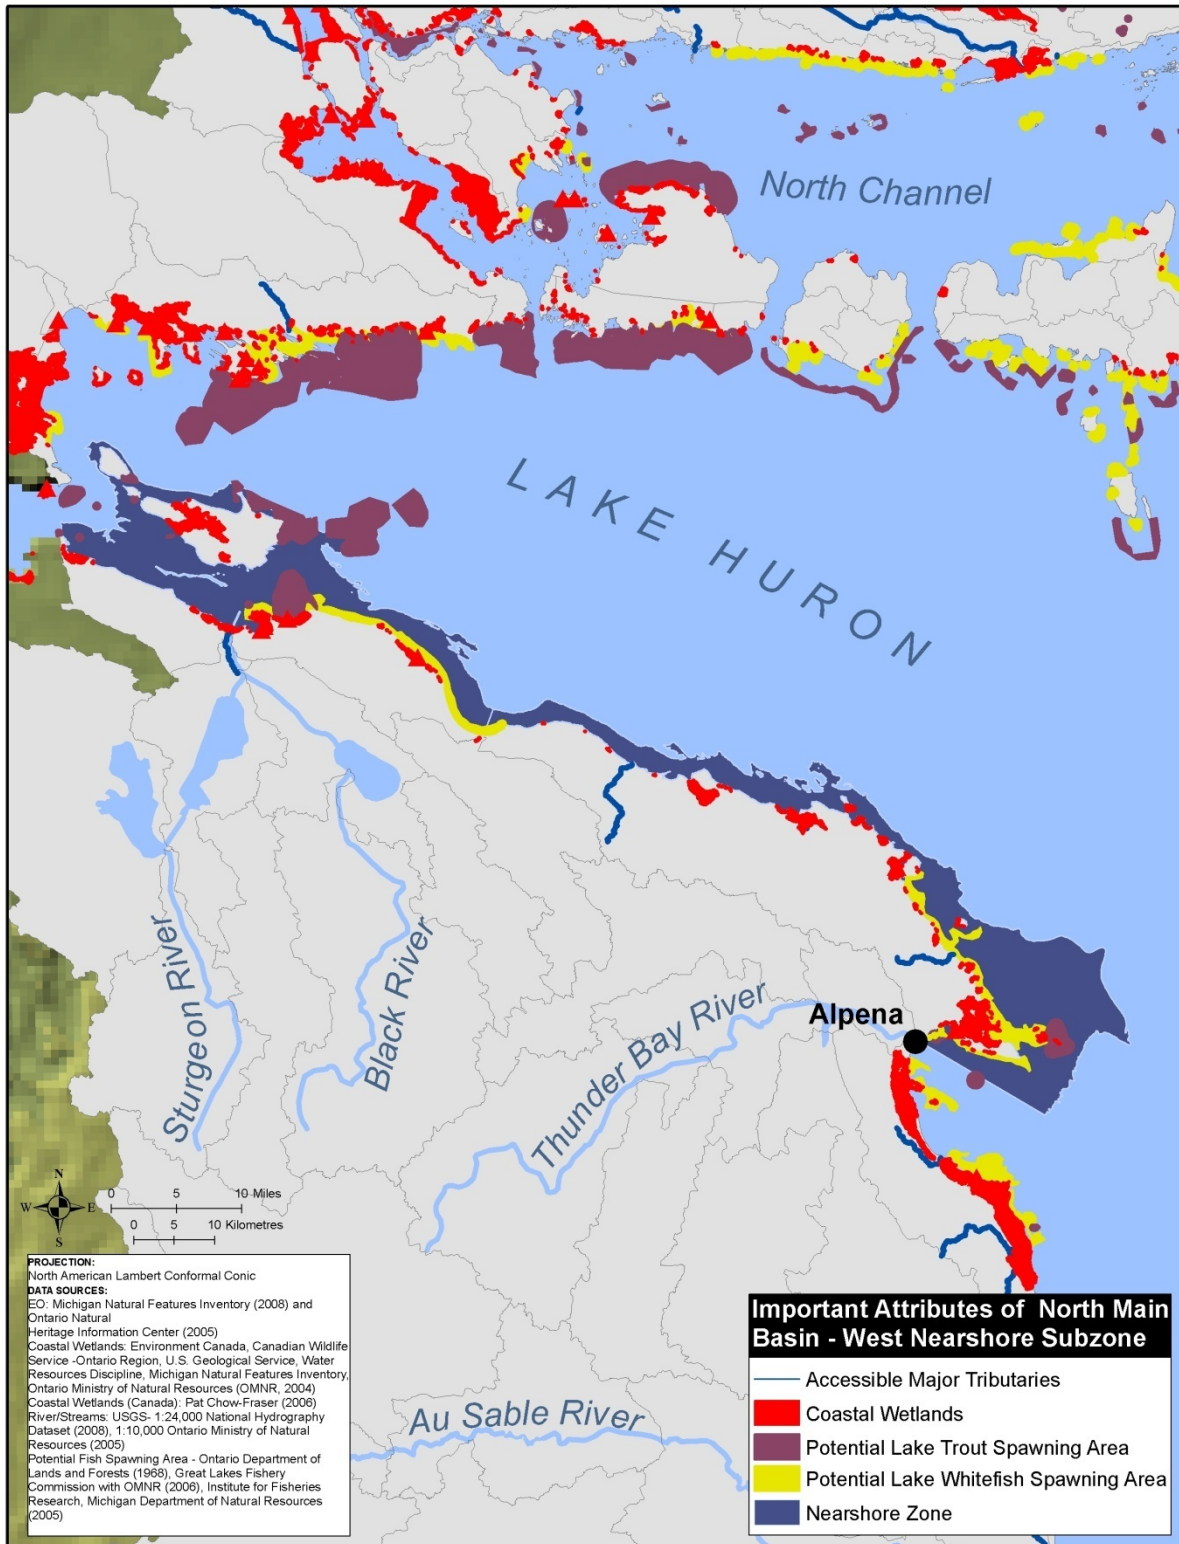 North Channel
LAKE HURON
Sturgeon River
Black River
Thunder Bay River
Alpena
Au Sable River
N
W E
S
0 5 10 Miles
0 5 10 Kilometres
PROJECTION:
North American Lambert Conformal Conic
DATA SOURCES:
EO: Michigan Natural Features Inventory (2008) and
Ontario Natural
Heritage Information Center (2005)
Coastal Wetlands: Environment Canada, Canadian Wildlife
Service -Ontario Region, U.S. Geological Service, Water
Resources Discipline, Michigan Natural Features Inventory,
Ontario Ministry of Natural Resources (OMNR, 2004)
Coastal Wetlands (Canada): Pat Chow-Fraser (2006)
River/Streams: USGS- 1:24,000 National Hydrography
Dataset (2008), 1:10,000 Ontario Ministry of Natural
Resources (2005)
Potential Fish Spawning Area - Ontario Department of
Lands and Forests (1968), Great Lakes Fishery
Commission with OMNR (2006), Institute for Fisheries
Research, Michigan Department of Natural Resources
(2005)
Important Attributes of North Main
Basin - West Nearshore Subzone
Accessible Major Tributaries
Coastal Wetlands
Potential Lake Trout Spawning Area
Potential Lake Whitefish Spawning Area
Nearshore Zone